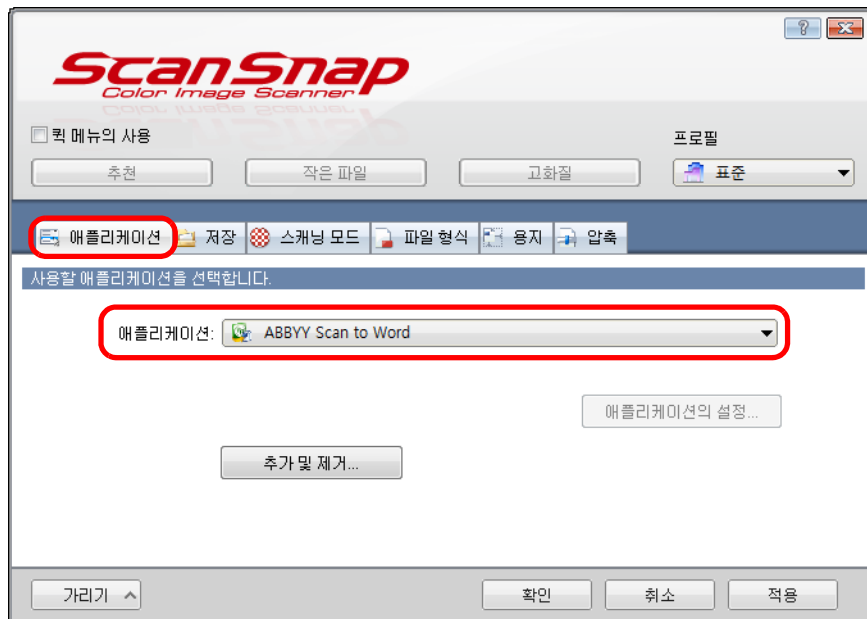 ScanSnap
Color Image Scanner
퀵 메뉴의 사용
프로필
추천 작은 파일 고화질 표준
애플리케이션 저장 스캐닝 모드 파일 형식 용지 압축
사용할 애플리케이션을 선택합니다.
애플리케이션: ABBYY Scan to Word
애플리케이션의 설정...
추가 및 제거...
가리기 확인 취소 적용